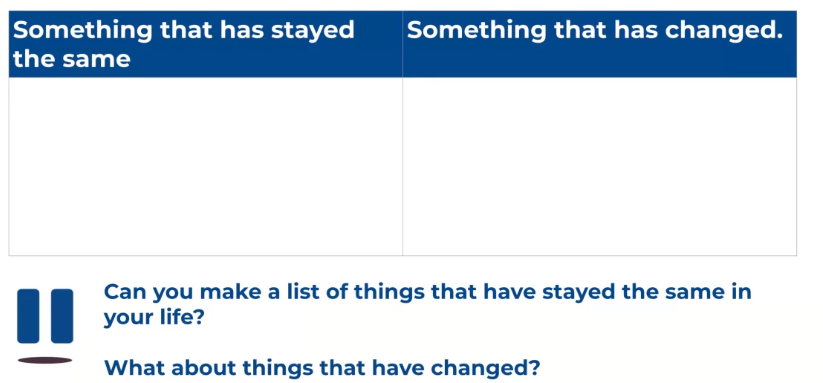 Something that has stayed
the same
Something that has changed.
Can you make a list of things that have stayed the same in
your life?
What about things that have changed?